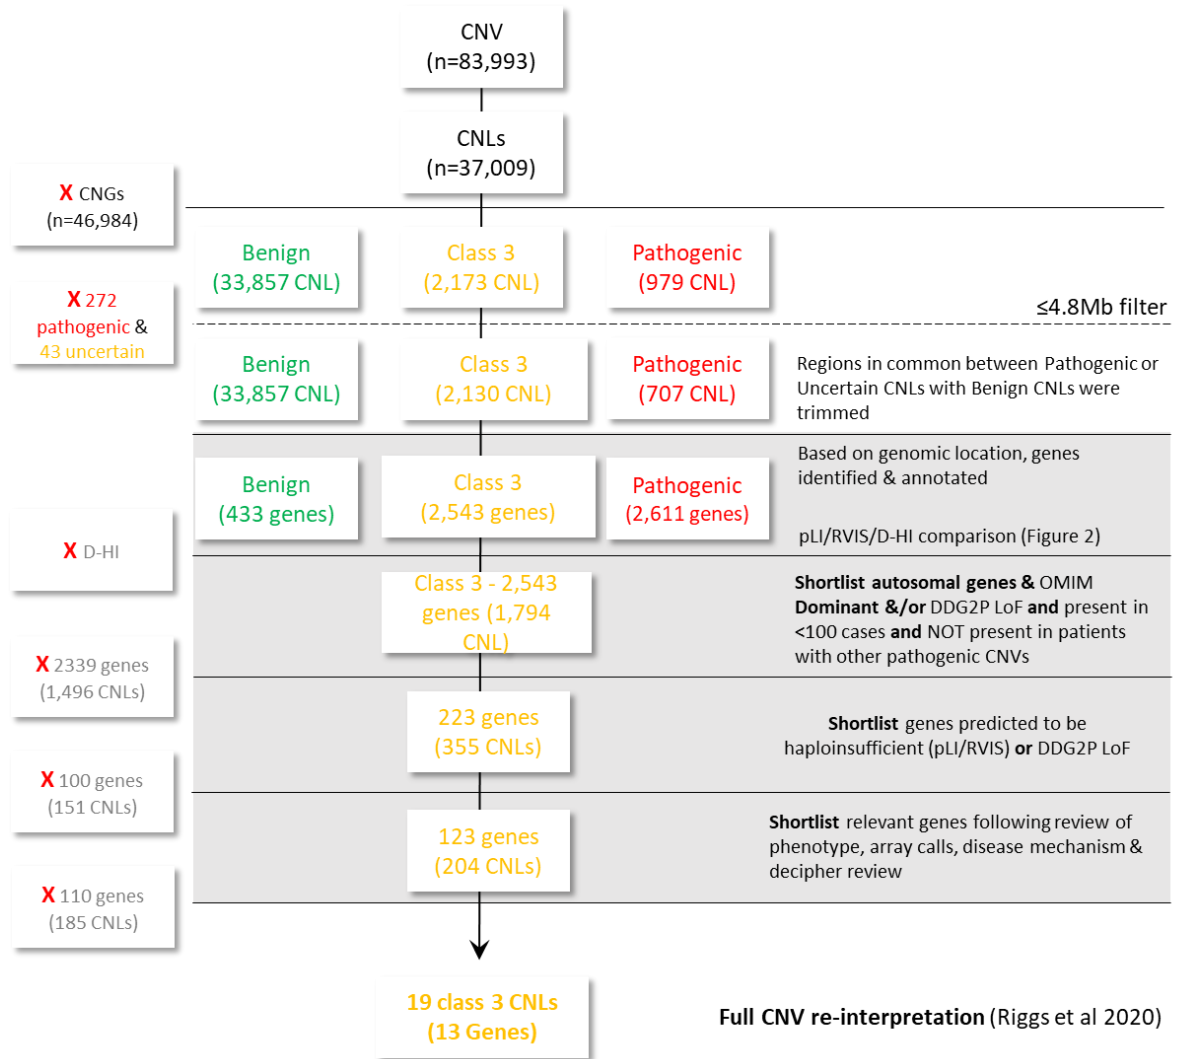 CNV
(n=83,993)
CNLs
(n=37,009)
X CNGs
(n=46,984)
Benign
(33,857 CNL)
Class 3
(2,173 CNL)
Pathogenic
(979 CNL)
X 272
pathogenic &
43 uncertain
≤4.8Mb filter
Benign
(33,857 CNL)
Class 3
(2,130 CNL)
Pathogenic
(707 CNL)
Regions in common between Pathogenic or
Uncertain CNLs with Benign CNLs were
trimmed
Benign
(433 genes)
Class 3
(2,543 genes)
Pathogenic
(2,611 genes)
Based on genomic location, genes
identified & annotated
pLI/RVIS/D-HI comparison (Figure 2)
X D-HI
Class 3 - 2,543
genes (1,794
CNL)
Shortlist autosomal genes & OMIM
Dominant &/or DDG2P LoF and present in
<100 cases and NOT present in patients
with other pathogenic CNVs
X 2339 genes
(1,496 CNLs)
223 genes
(355 CNLs)
Shortlist genes predicted to be
haploinsufficient (pLI/RVIS) or DDG2P LoF
X 100 genes
(151 CNLs)
123 genes
(204 CNLs)
Shortlist relevant genes following review of
phenotype, array calls, disease mechanism &
decipher review
X 110 genes
(185 CNLs)
19 class 3 CNLs
(13 Genes)
Full CNV re-interpretation (Riggs et al 2020)